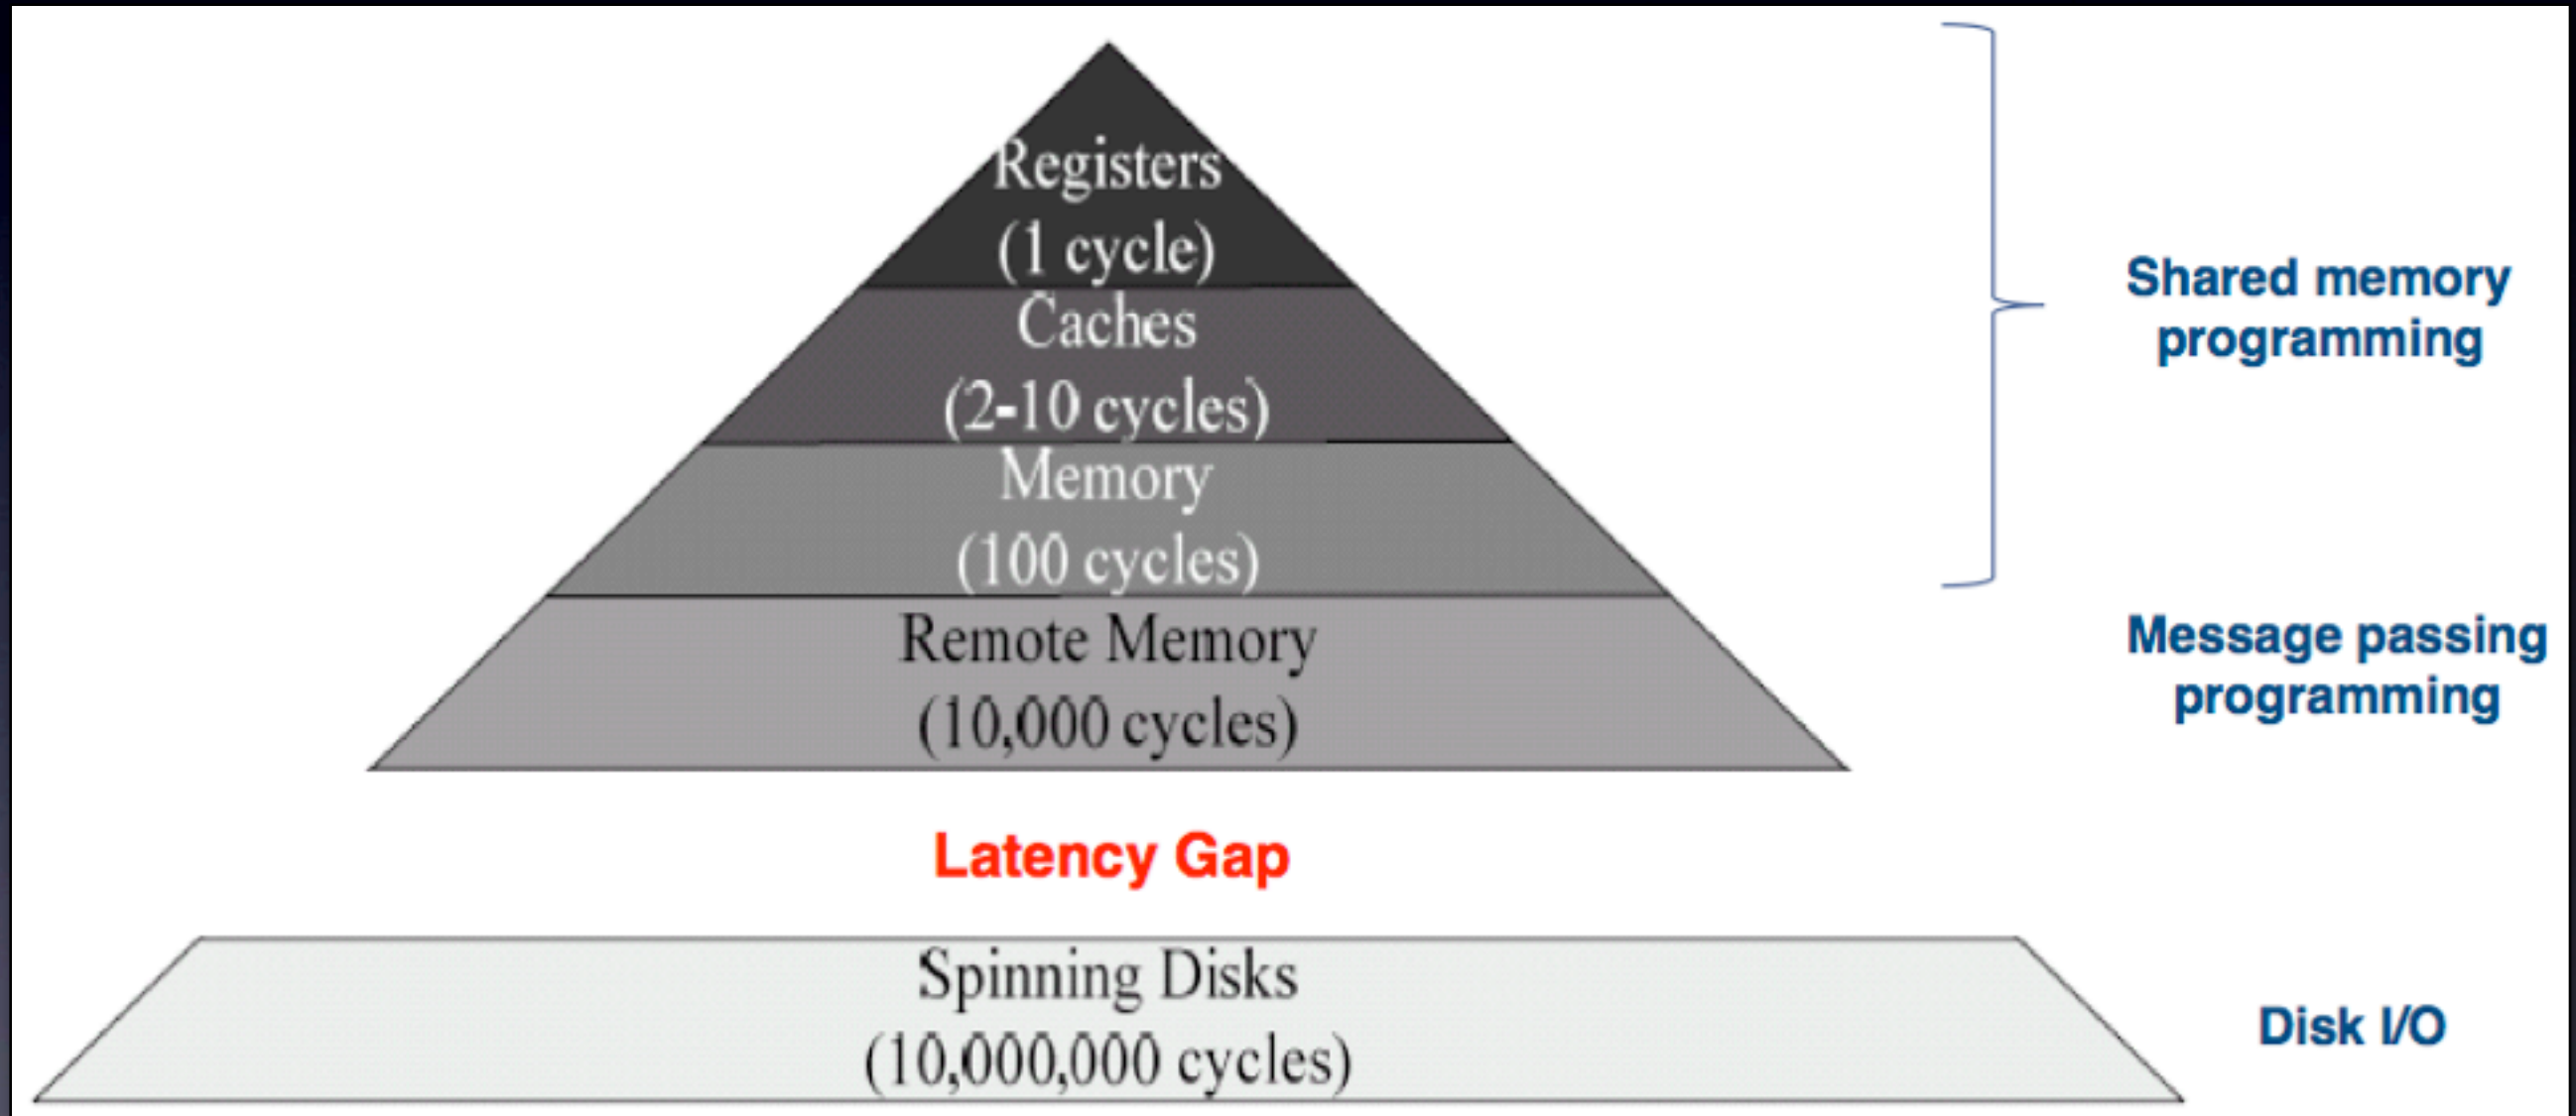 Registers
(1 cycle)
Caches
(2-10 cycles)
Memory
(100 cycles)
Shared memory
programming
Remote Memory
(10,000 cycles)
Message passing
programming
Latency Gap
Spinning Disks
(10,000,000 cycles)
Disk I/O